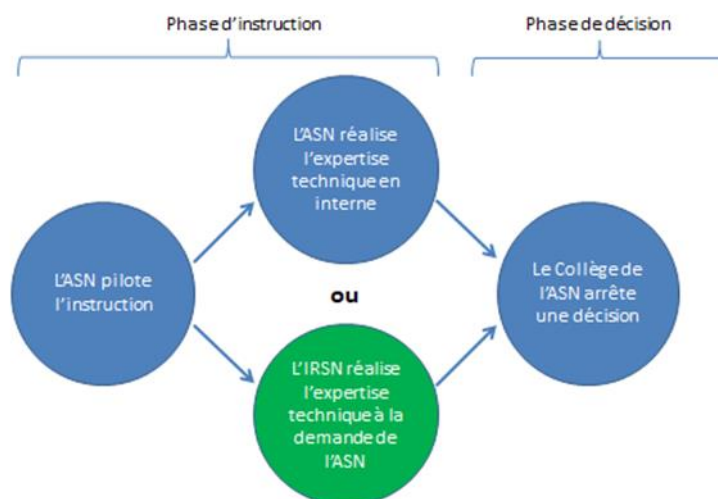 Phase d'instruction
Phase de décision
L'ASN réalise
l'expertise
technique en
interne
L'ASN pilote
l'instruction
ou
Le Collège de
l'ASN arrête
une décision
L'IRSN réalise
l'expertise
technique à la
demande de
l'ASN